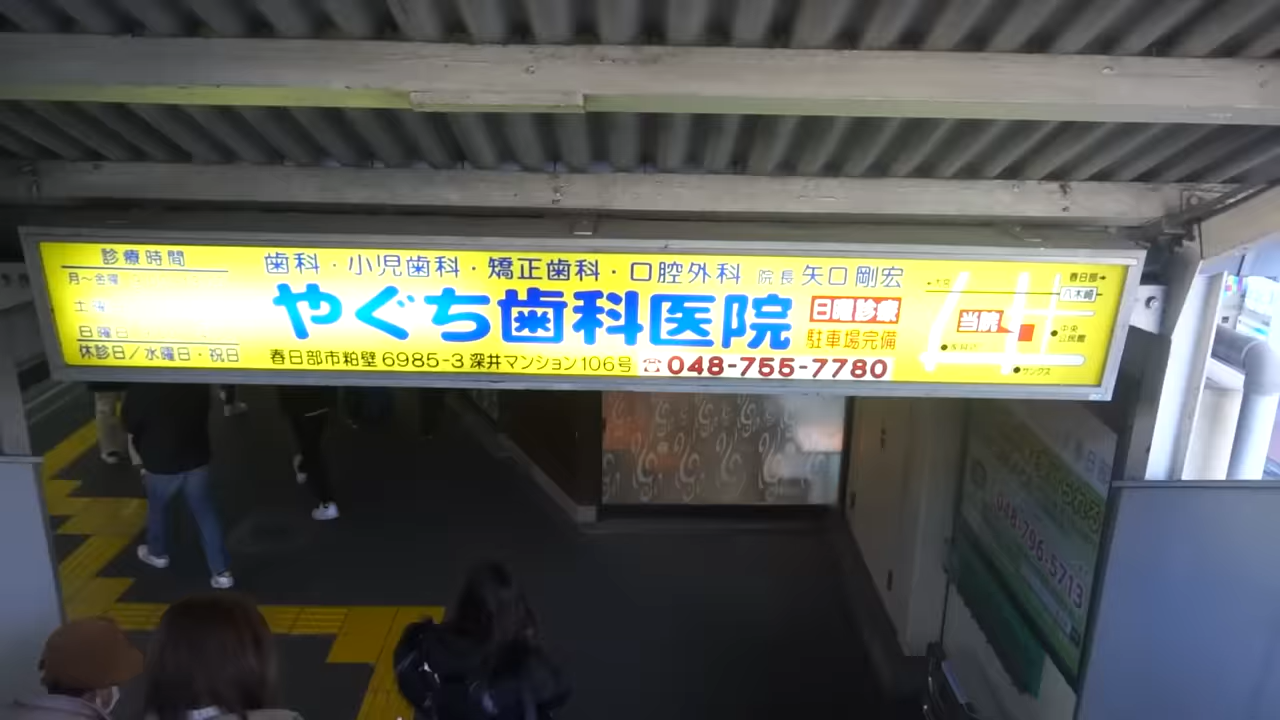 診療時間
月～金曜
土曜
日曜日
休診日／水曜日・祝日
歯科・小児歯科・矯正歯科・口腔外科 院長 矢口剛宏
やぐち歯科医院
日曜診療
駐車場完備
春日部市粕壁6985-3 深井マンション106号 ☎048-755-7780
春日部→
八木崎
当院
中央
公民館
サンクス
048-796-5713